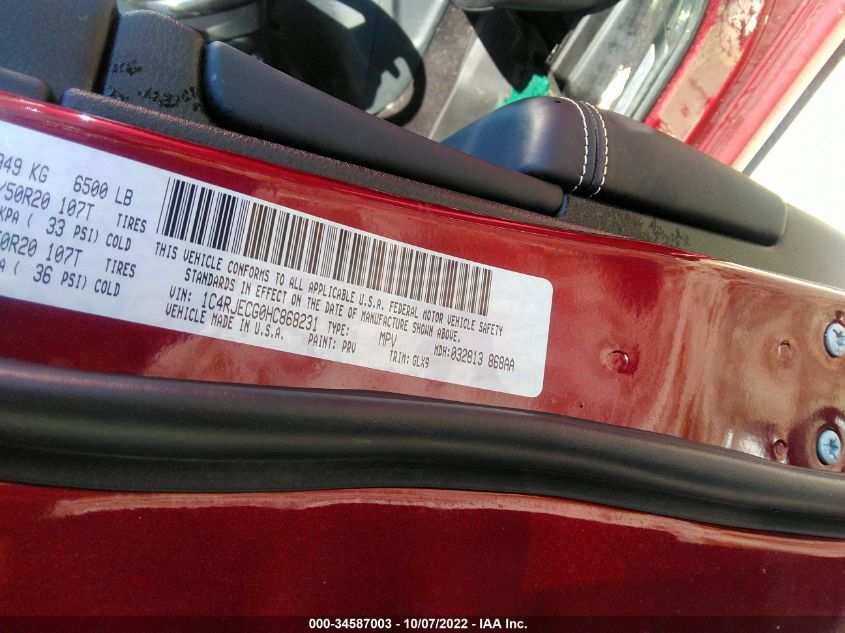 949 KG 6500 LB
/50R20 107T TIRES
KPA ( 33 PSI) COLD
50R20 107T TIRES
A ( 36 PSI) COLD
THIS VEHICLE CONFORMS TO ALL APPLICABLE U.S.A. FEDERAL MOTOR VEHICLE SAFETY
STANDARDS IN EFFECT ON THE DATE OF MANUFACTURE SHOWN ABOVE.
VIN: 1C4RJECG0HC868231 TYPE: MPV MDH:032813 868AA
VEHICLE MADE IN U.S.A. PAINT: PRV TRIM: GLX9
000-34587003 - 10/07/2022 - IAA Inc.